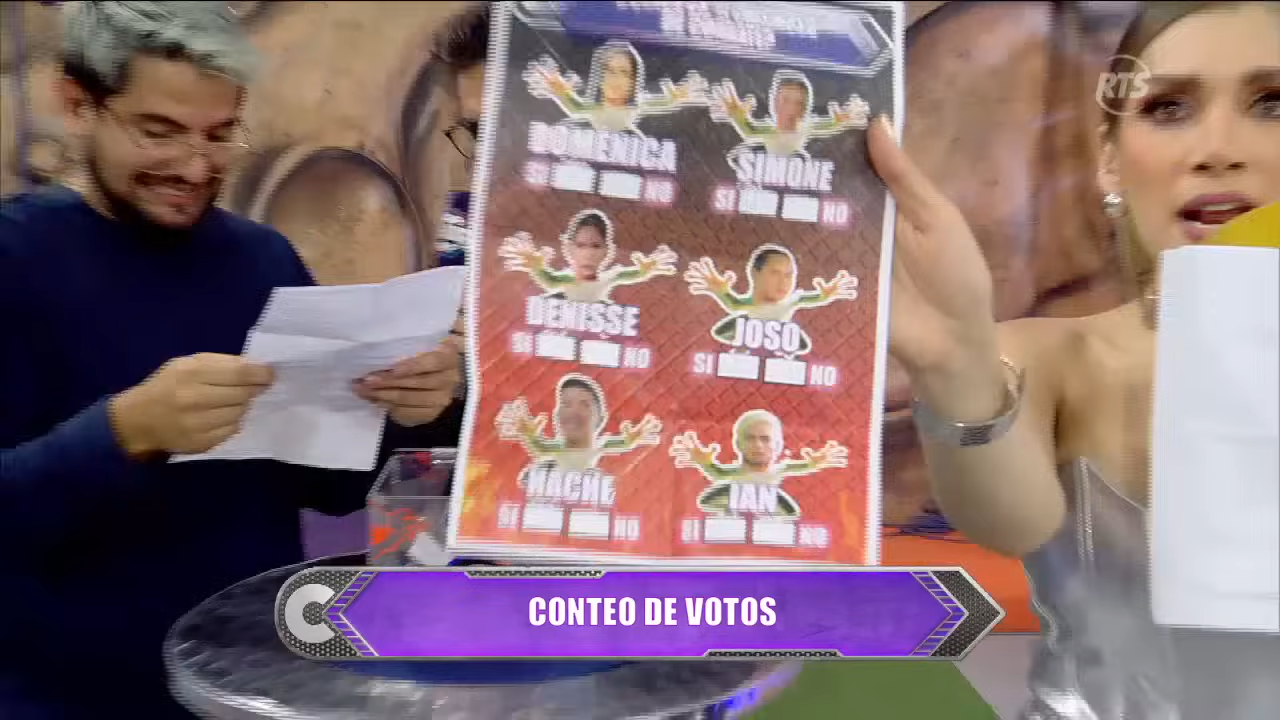 RTS
DOMENICA
SI NO
SIMONE
SI NO
DENISSE
SI NO
JOSO
SI NO
NACHE
SI NO
IAN
SI NO
C
CONTEO DE VOTOS